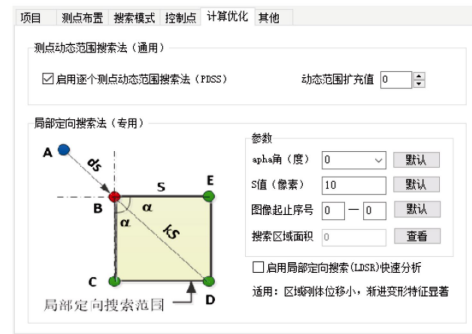 项目 测点布置 搜索模式 控制点 计算优化 其他
测点动态范围搜索法（通用）
启用逐个测点动态范围搜索法（PDSS） 动态范围扩充值 0
局部定向搜索法（专用）
A ds S E
B α
α kS
C D
局部定向搜索范围
参数
apha角（度） 0 默认
S值（像素） 10 默认
图像起止序号 0 — 0 默认
搜索区域面积 0 查看
启用局部定向搜索(LDSR)快速分析
适用：区域刚体位移小，渐进变形特征显著